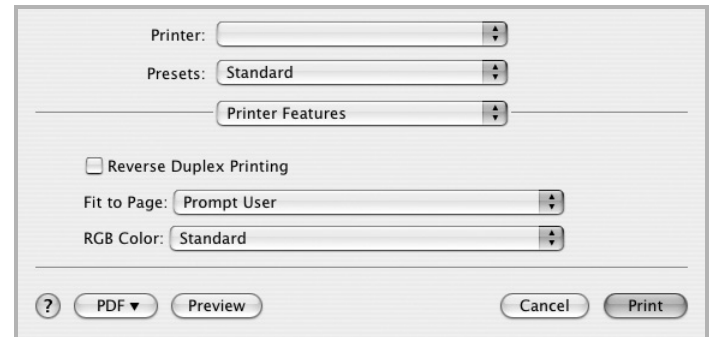 Printer:
Presets: Standard
Printer Features
Reverse Duplex Printing
Fit to Page: Prompt User
RGB Color: Standard
? PDF▼ Preview Cancel Print